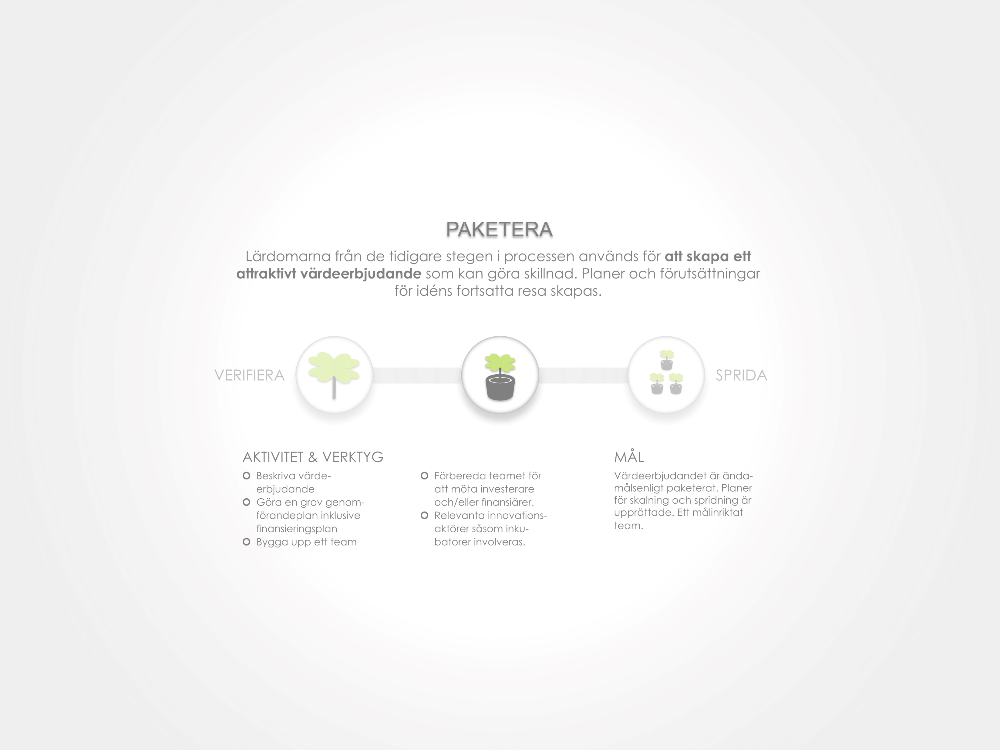 PAKETERA
Lärdomarna från de tidigare stegen i processen används för att skapa ett
attraktivt värdeerbjudande som kan göra skillnad. Planer och förutsättningar
för idéns fortsatta resa skapas.
VERIFIERA
SPRIDA
AKTIVITET & VERKTYG
Beskriva värde-
erbjudande
Göra en grov genom-
förandeplan inklusive
finansieringsplan
Bygga upp ett team
Förbereda teamet för
att möta investerare
och/eller finansiärer.
Relevanta innovations-
aktörer såsom inku-
batorer involveras.
MÅL
Värdeerbjudandet är ända-
målsenligt paketerat. Planer
för skalning och spridning är
upprättade. Ett målinriktat
team.